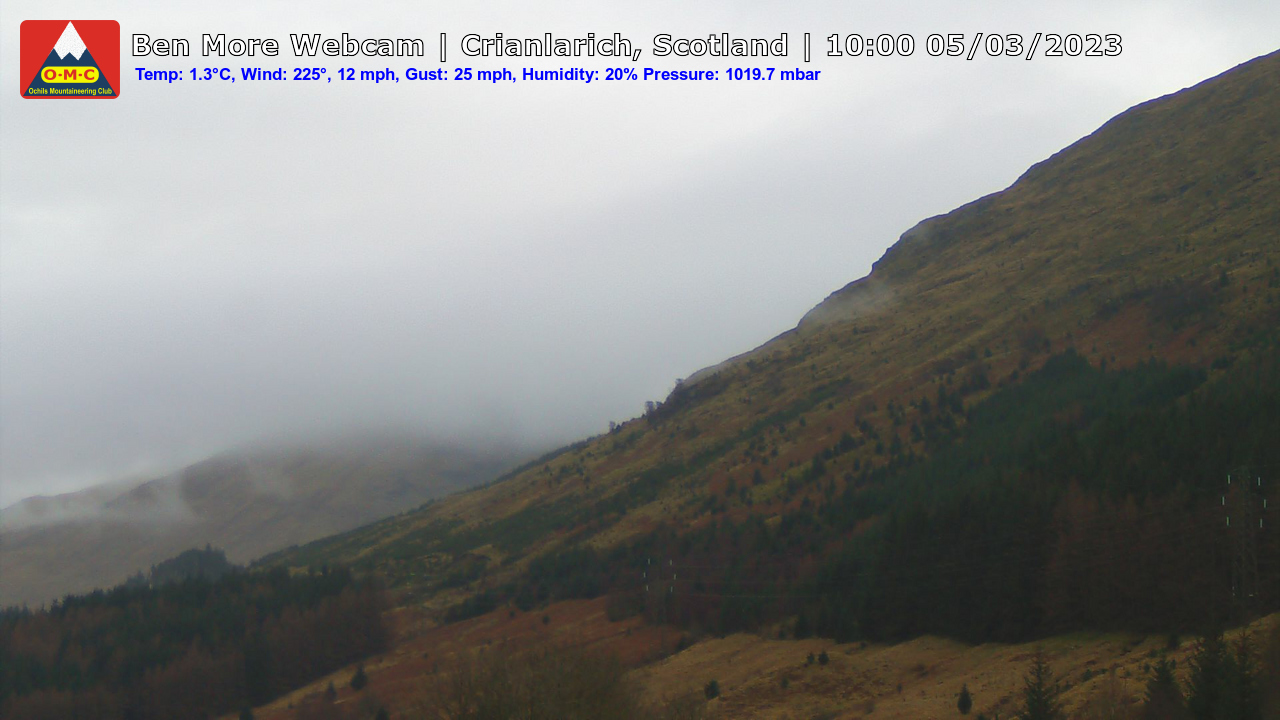 Ben More Webcam | Crianlarich, Scotland | 10:00 05/03/2023
Temp: 1.3°C, Wind: 225°, 12 mph, Gust: 25 mph, Humidity: 20% Pressure: 1019.7 mbar
O·M·C
Ochils Mountaineering Club